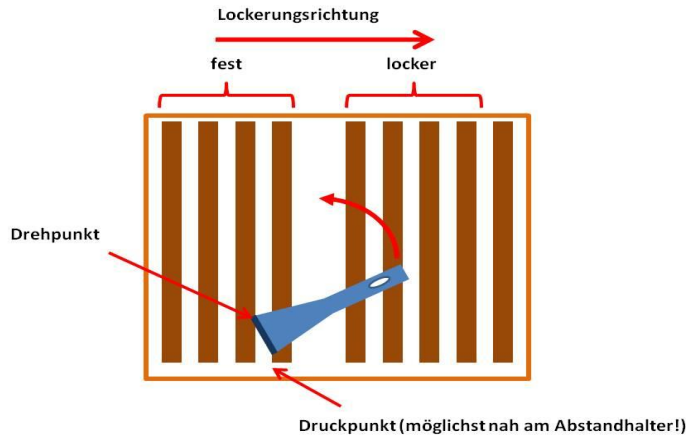 Lockerungsrichtung
fest
locker
Drehpunkt
Druckpunkt (möglichst nah am Abstandhalter!)